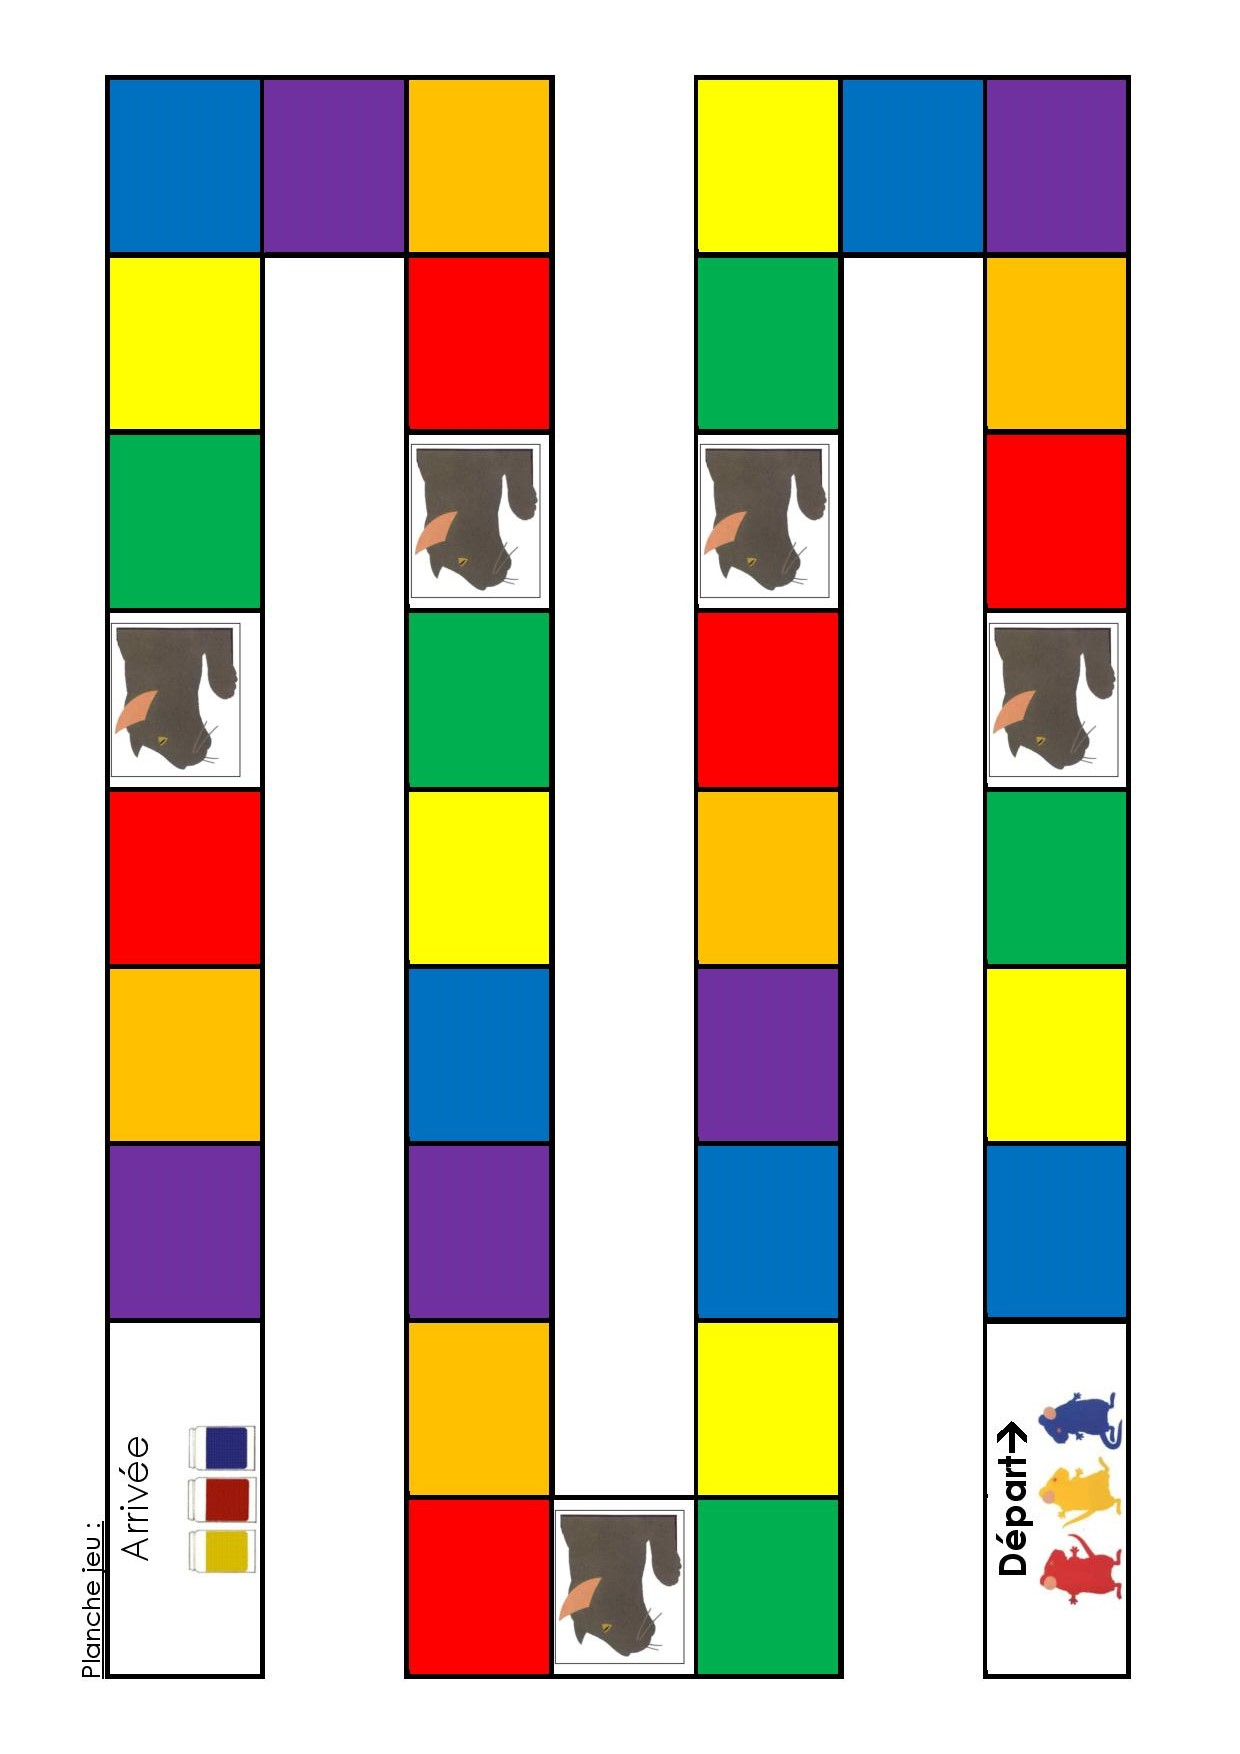 Planche jeu :
Arrivée
Départ→